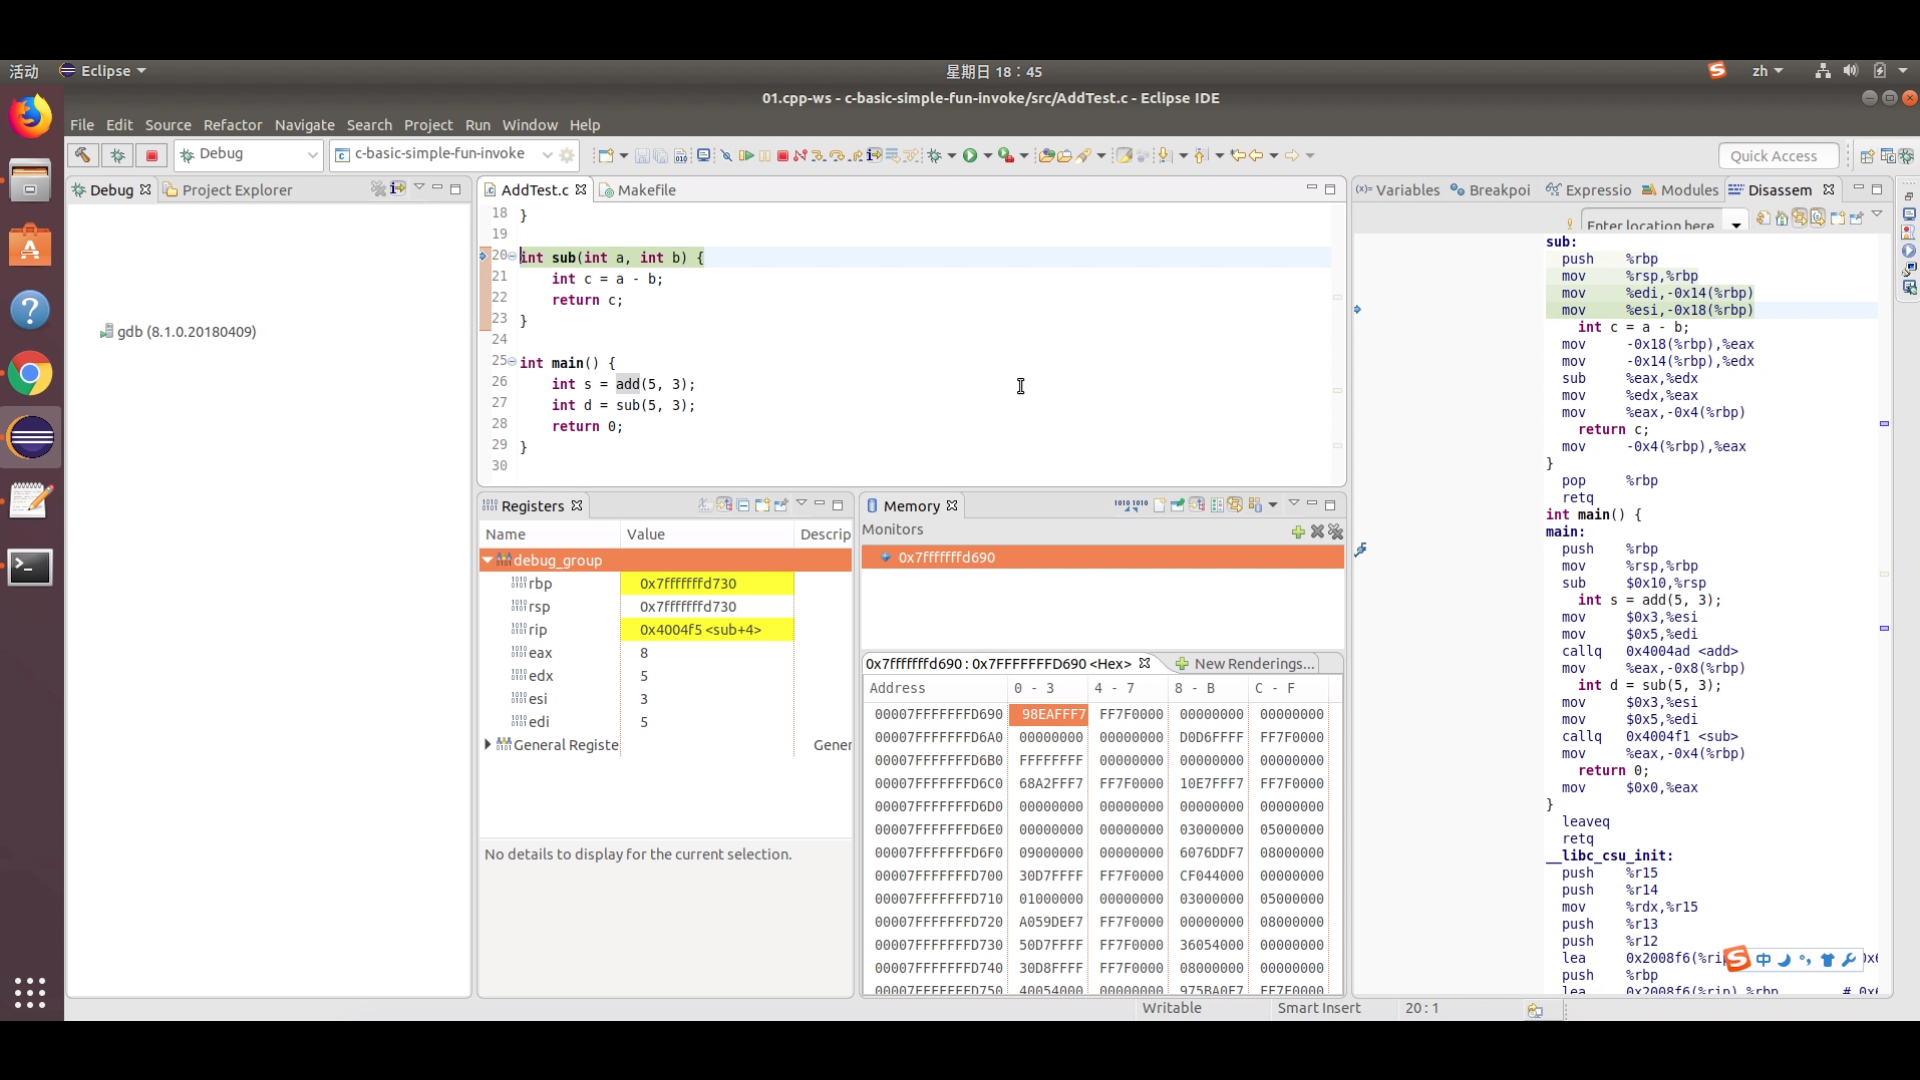 活动 Eclipse 星期日 18：45 zh
01.cpp-ws - c-basic-simple-fun-invoke/src/AddTest.c - Eclipse IDE
File Edit Source Refactor Navigate Search Project Run Window Help
Debug c-basic-simple-fun-invoke Quick Access
Debug Project Explorer
gdb (8.1.0.20180409)
AddTest.c Makefile
18 }
19
20 int sub(int a, int b) {
21 int c = a - b;
22 return c;
23 }
24
25 int main() {
26 int s = add(5, 3);
27 int d = sub(5, 3);
28 return 0;
29 }
30
Registers
Name Value Descrip
debug_group
rbp 0x7fffffffd730
rsp 0x7fffffffd730
rip 0x4004f5 <sub+4>
eax 8
edx 5
esi 3
edi 5
General Registe Gener
No details to display for the current selection.
Memory
Monitors
0x7fffffffd690
0x7fffffffd690 : 0x7FFFFFFFD690 <Hex> New Renderings...
Address 0 - 3 4 - 7 8 - B C - F
00007FFFFFFFD690 98EAFFF7 FF7F0000 00000000 00000000
00007FFFFFFFD6A0 00000000 00000000 D0D6FFFF FF7F0000
00007FFFFFFFD6B0 FFFFFFFF 00000000 00000000 00000000
00007FFFFFFFD6C0 68A2FFF7 FF7F0000 10E7FFF7 FF7F0000
00007FFFFFFFD6D0 00000000 00000000 00000000 00000000
00007FFFFFFFD6E0 00000000 00000000 03000000 05000000
00007FFFFFFFD6F0 09000000 00000000 6076DDF7 08000000
00007FFFFFFFD700 30D7FFFF FF7F0000 CF044000 00000000
00007FFFFFFFD710 01000000 00000000 03000000 05000000
00007FFFFFFFD720 A059DEF7 FF7F0000 00000000 08000000
00007FFFFFFFD730 50D7FFFF FF7F0000 36054000 00000000
00007FFFFFFFD740 30D8FFFF FF7F0000 08000000 00000000
00007FFFFFFFD750 40054000 00000000 975BA0F7 FF7F0000
Variables Breakpoi Expressio Modules Disassem
Enter location here
sub:
push %rbp
mov %rsp,%rbp
mov %edi,-0x14(%rbp)
mov %esi,-0x18(%rbp)
int c = a - b;
mov -0x18(%rbp),%eax
mov -0x14(%rbp),%edx
sub %eax,%edx
mov %edx,%eax
mov %eax,-0x4(%rbp)
return c;
mov -0x4(%rbp),%eax
}
pop %rbp
retq
int main() {
main:
push %rbp
mov %rsp,%rbp
sub $0x10,%rsp
int s = add(5, 3);
mov $0x3,%esi
mov $0x5,%edi
callq 0x4004ad <add>
mov %eax,-0x8(%rbp)
int d = sub(5, 3);
mov $0x3,%esi
mov $0x5,%edi
callq 0x4004f1 <sub>
mov %eax,-0x4(%rbp)
return 0;
mov $0x0,%eax
}
leaveq
retq
__libc_csu_init:
push %r15
push %r14
mov %rdx,%r15
push %r13
push %r12
lea 0x2008f6(%rip
push %rbp
lea 0x2008f6(%rip),%rbp # 0x
中
Writable Smart Insert 20 : 1